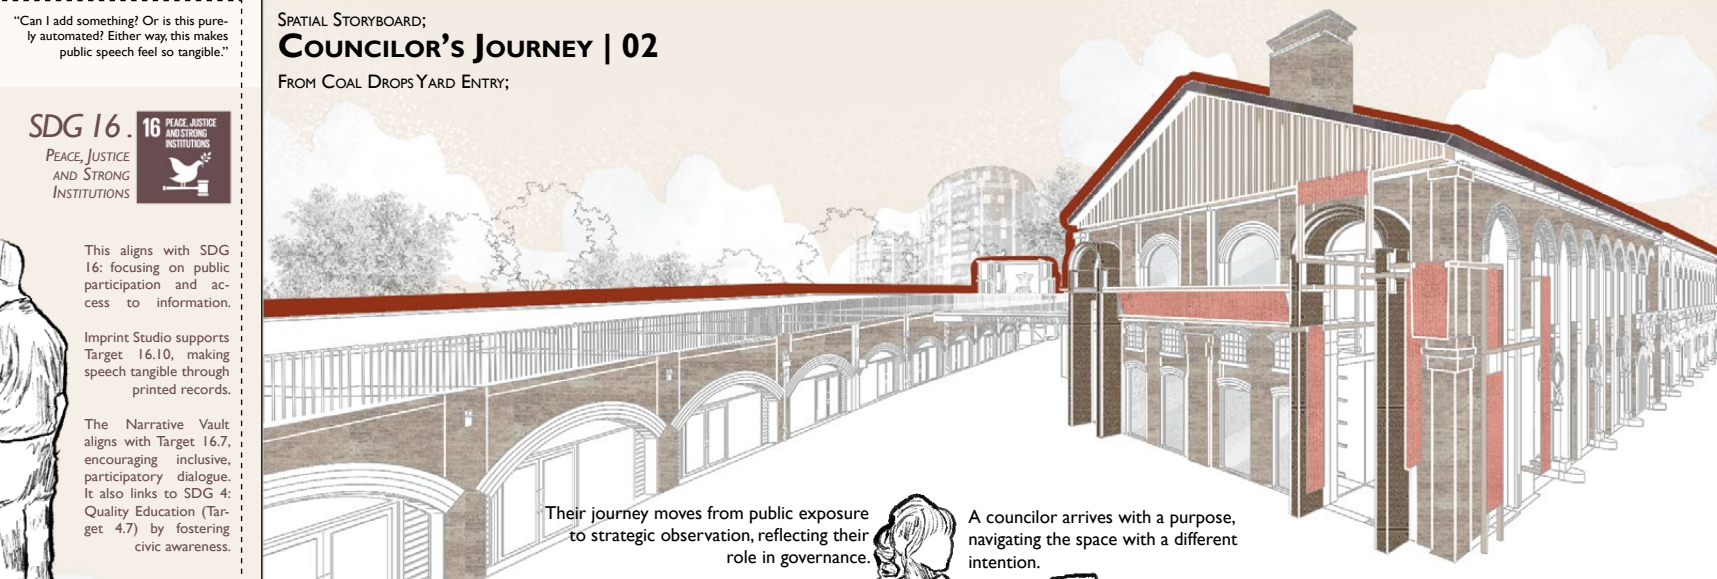 “Can I add something? Or is this pure-
ly automated? Either way, this makes
public speech feel so tangible.”
SDG 16 .
Peace, Justice
and Strong
Institutions
16 PEACE, JUSTICE
AND STRONG
INSTITUTIONS
This aligns with SDG
16: focusing on public
participation and ac-
cess to information.
Imprint Studio supports
Target 16.10, making
speech tangible through
printed records.
The Narrative Vault
aligns with Target 16.7,
encouraging inclusive,
participatory dialogue.
It also links to SDG 4:
Quality Education (Tar-
get 4.7) by fostering
civic awareness.
Spatial Storyboard;
Councilor’s Journey | 02
From Coal Drops Yard Entry;
Their journey moves from public exposure
to strategic observation, reflecting their
role in governance.
A councilor arrives with a purpose,
navigating the space with a different
intention.